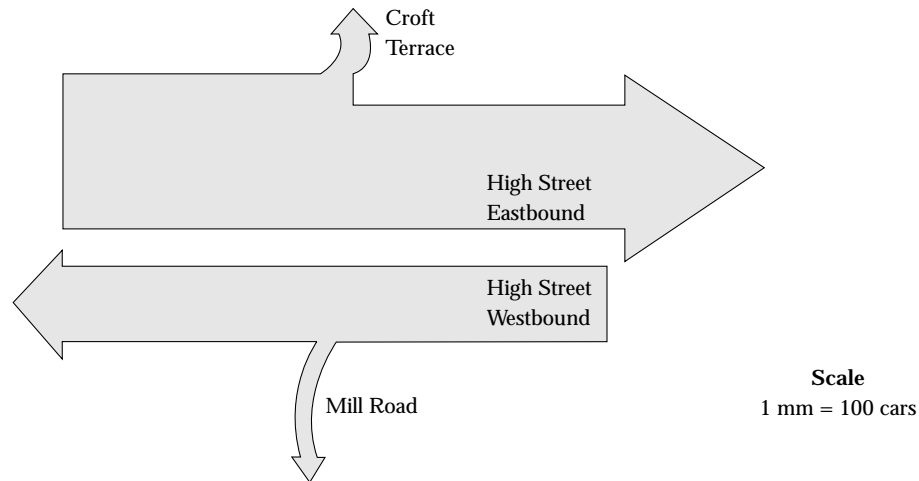 Croft
Terrace
High Street
Eastbound
High Street
Westbound
Mill Road
Scale
1 mm = 100 cars